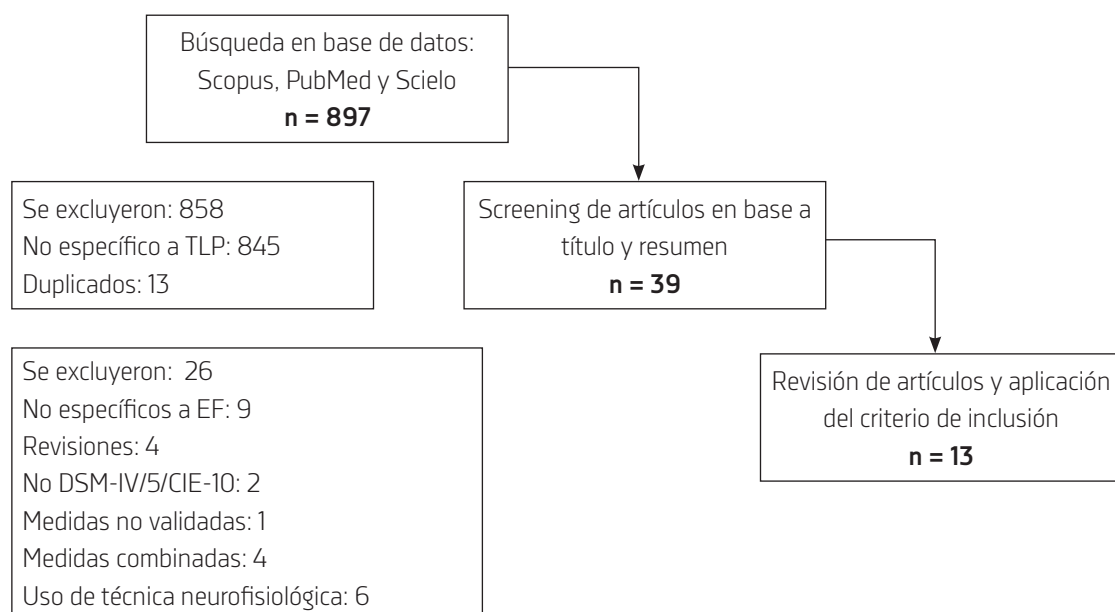 Búsqueda en base de datos:
Scopus, PubMed y Scielo
n = 897
Se excluyeron: 858
No específico a TLP: 845
Duplicados: 13
Screening de artículos en base a
título y resumen
n = 39
Se excluyeron: 26
No específicos a EF: 9
Revisiones: 4
No DSM-IV/5/CIE-10: 2
Medidas no validadas: 1
Medidas combinadas: 4
Uso de técnica neurofisiológica: 6
Revisión de artículos y aplicación
del criterio de inclusión
n = 13